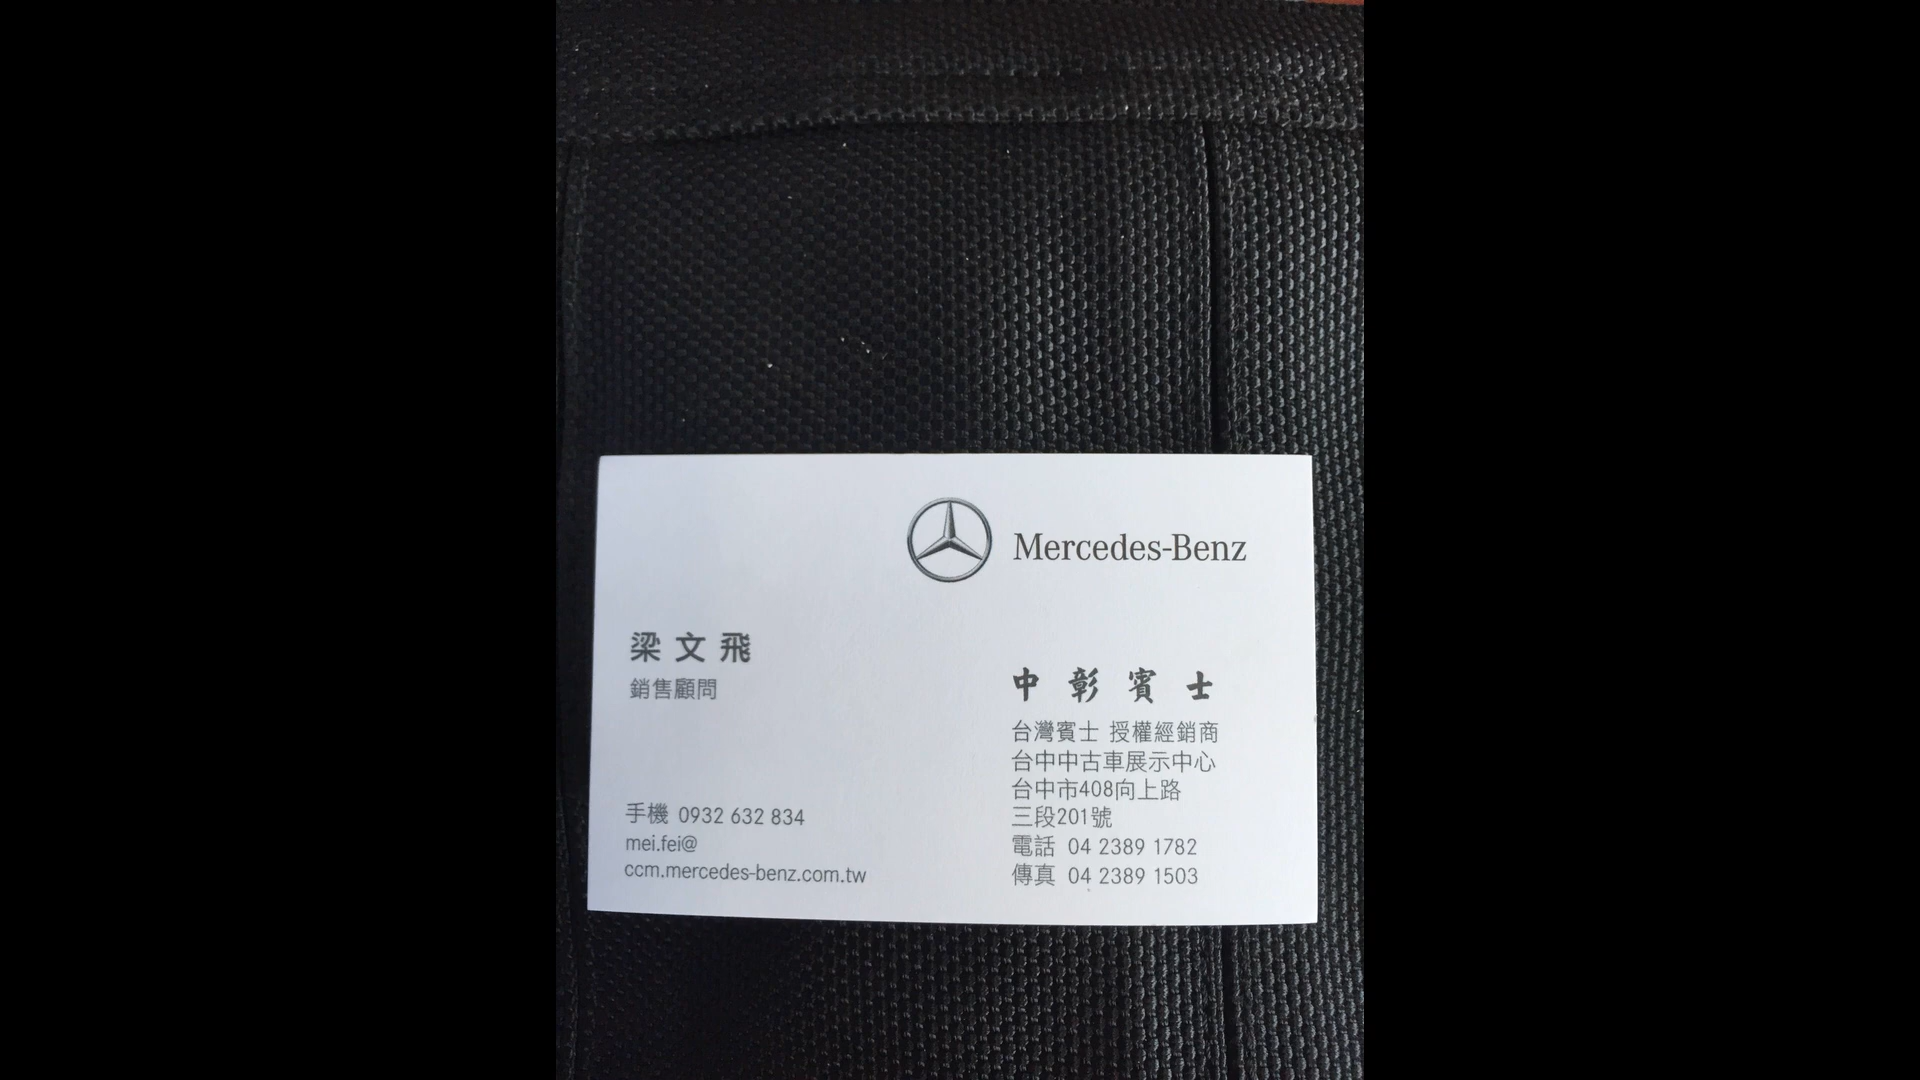 Mercedes-Benz
梁文飛
銷售顧問
手機 0932 632 834
mei.fei@
ccm.mercedes-benz.com.tw
中彰賓士
台灣賓士 授權經銷商
台中中古車展示中心
台中市408向上路
三段201號
電話 04 2389 1782
傳真 04 2389 1503